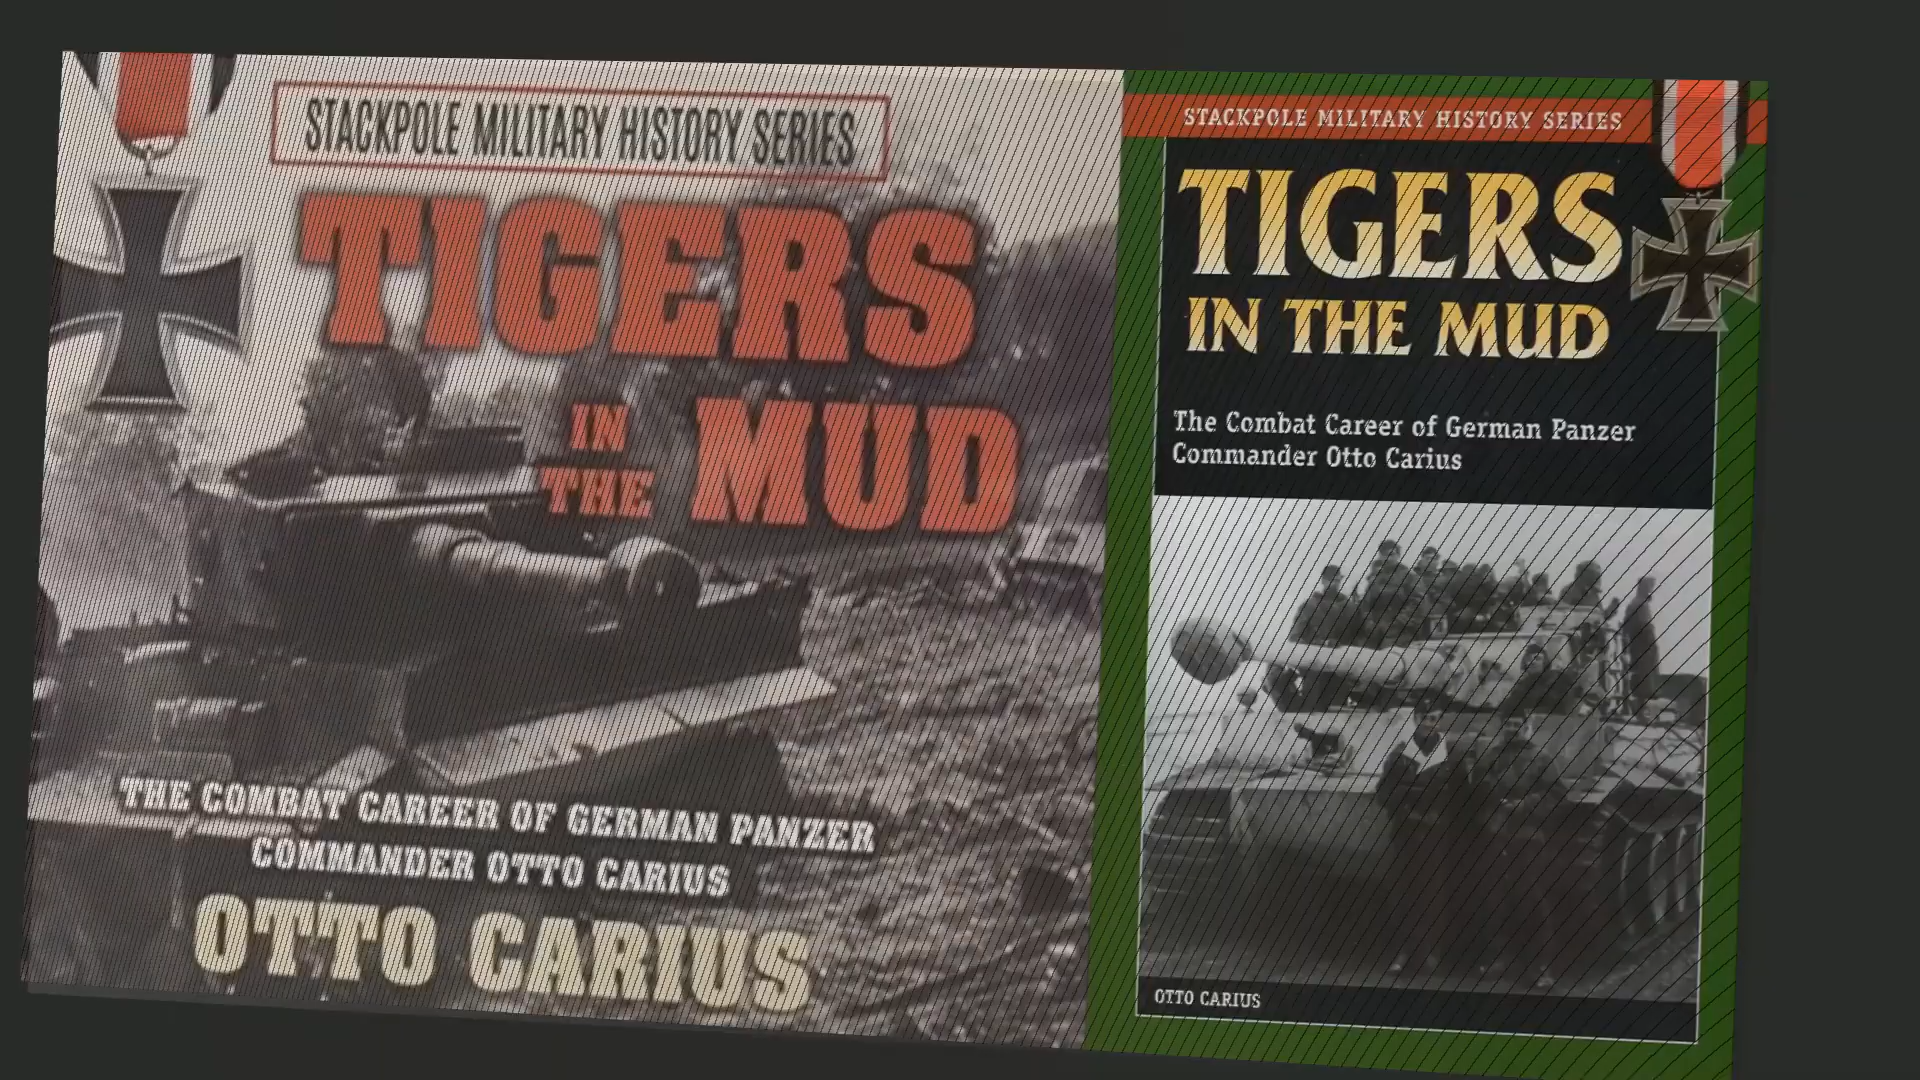 STACKPOLE MILITARY HISTORY SERIES
TIGERS
IN
THE MUD
THE COMBAT CAREER OF GERMAN PANZER
COMMANDER OTTO CARIUS
OTTO CARIUS
STACKPOLE MILITARY HISTORY SERIES
TIGERS
IN THE MUD
The Combat Career of German Panzer
Commander Otto Carius
OTTO CARIUS